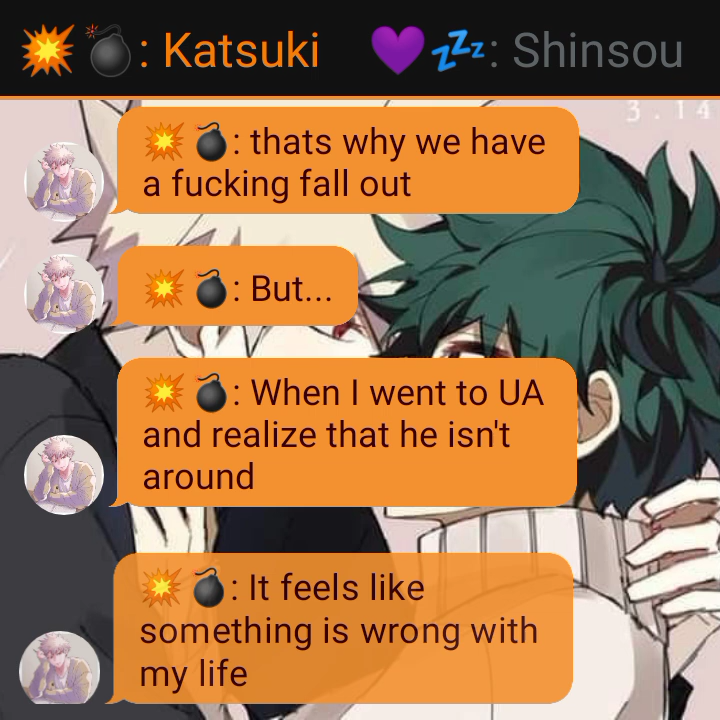 💥💣: Katsuki 💜💤: Shinsou
3.14
💥💣: thats why we have
a fucking fall out
💥💣: But...
💥💣: When I went to UA
and realize that he isn't
around
💥💣: It feels like
something is wrong with
my life